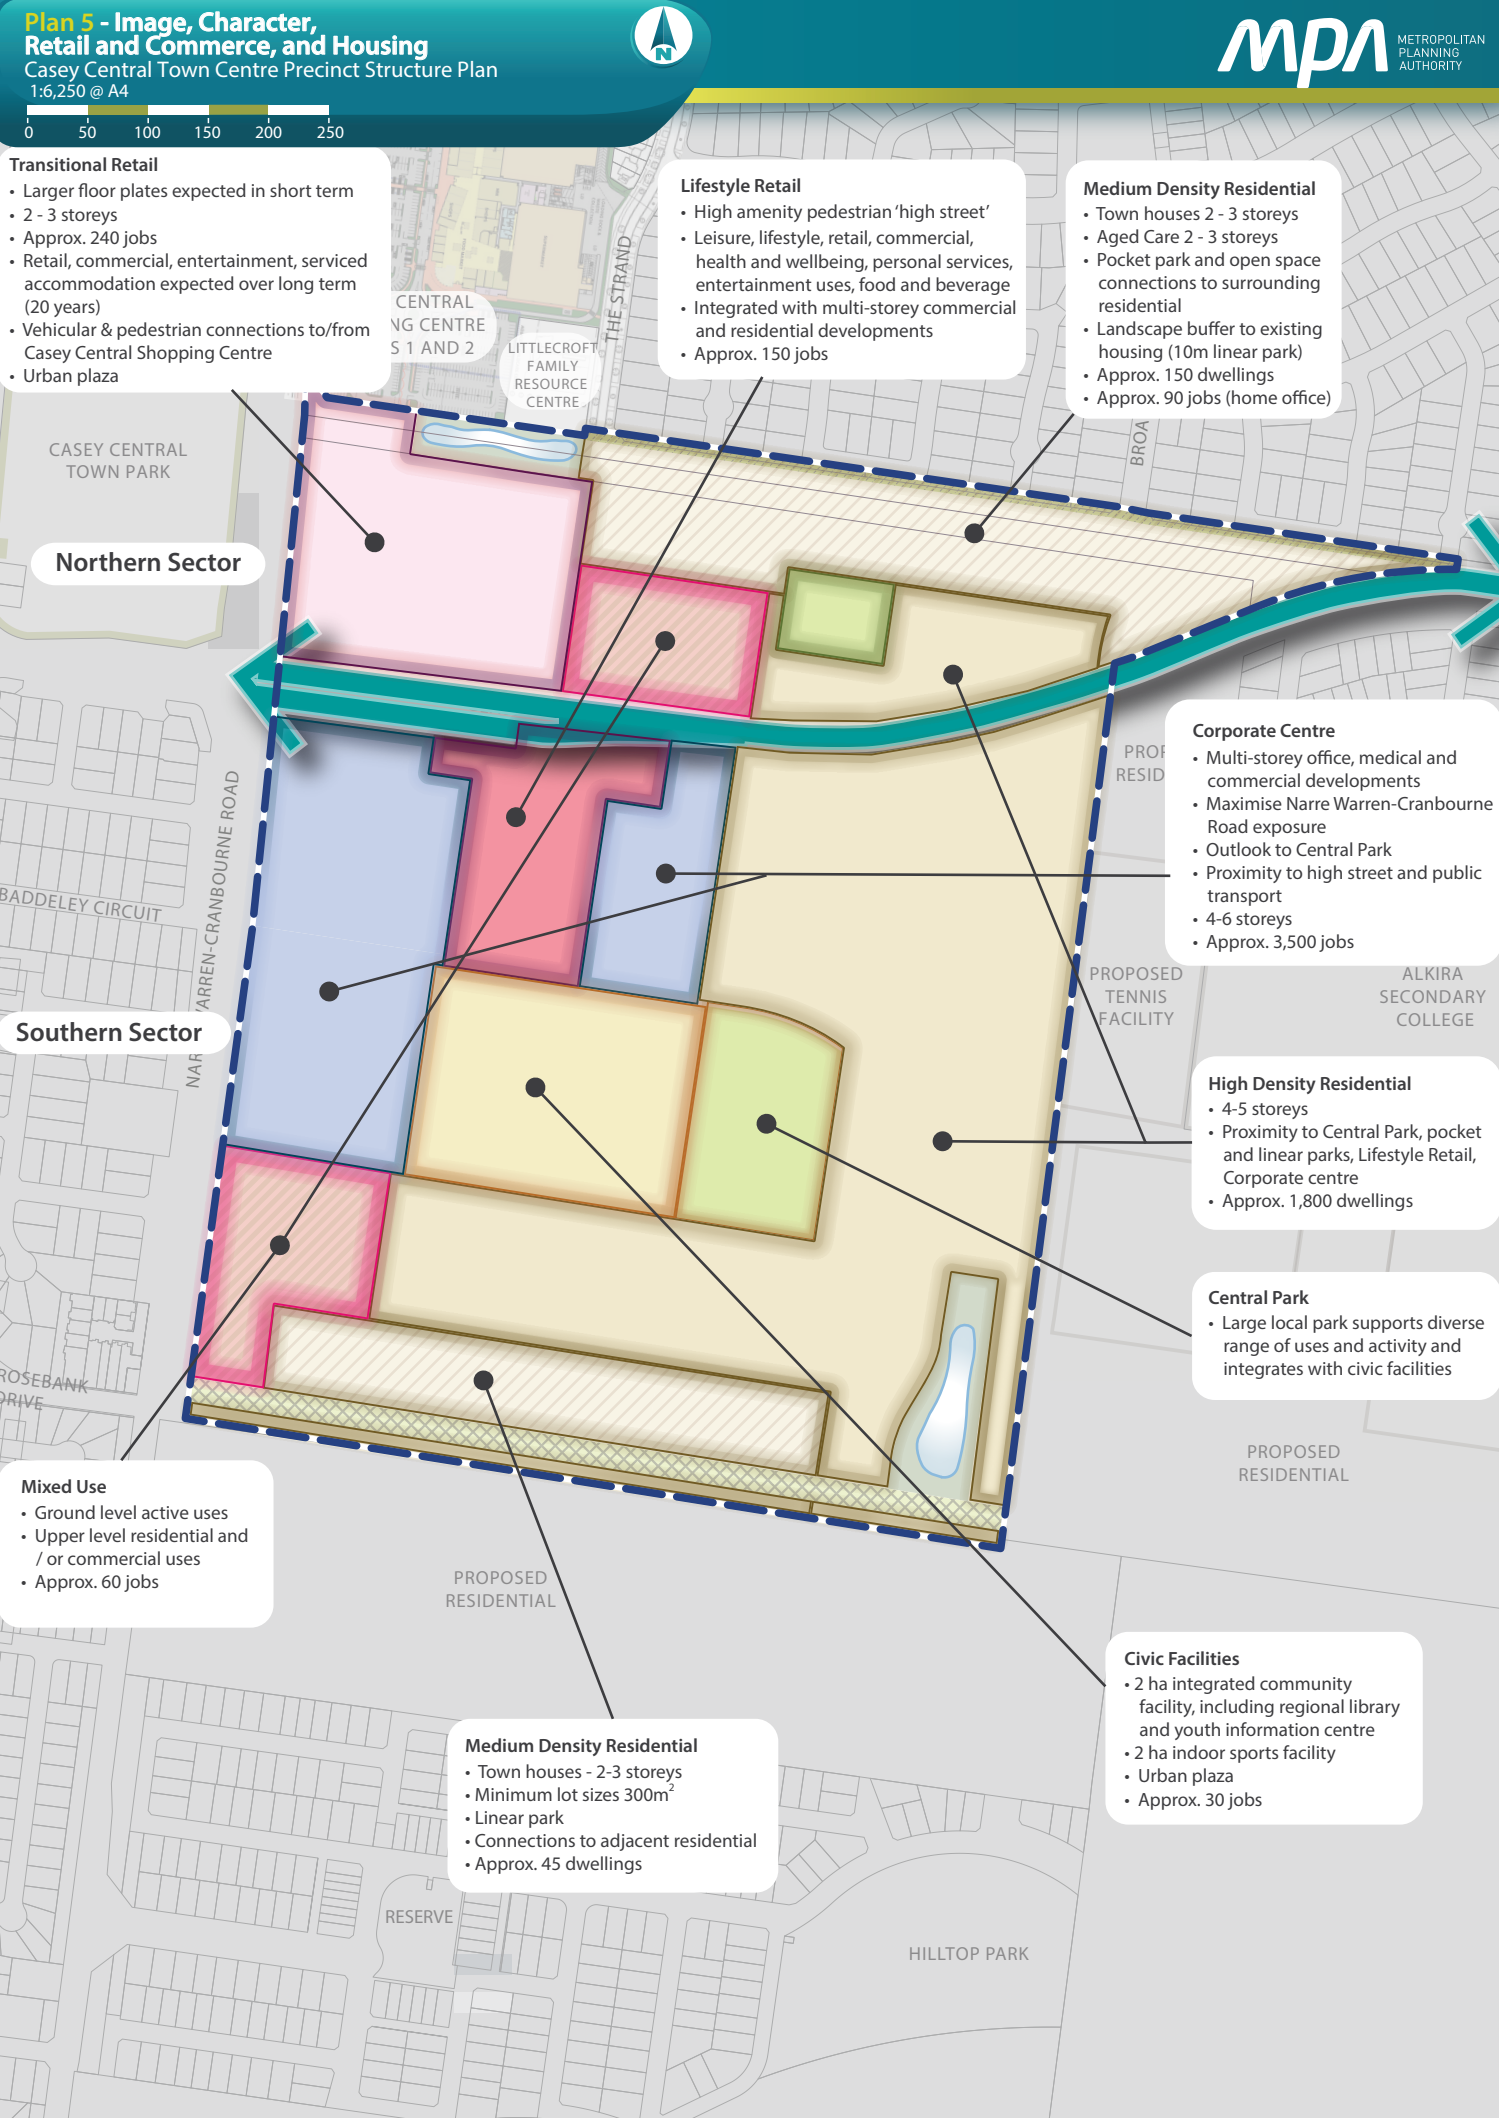 Plan 5 - Image, Character,
Retail and Commerce, and Housing
Casey Central Town Centre Precinct Structure Plan
1:6,250 @ A4
0 50 100 150 200 250
N
mpa
METROPOLITAN
PLANNING
AUTHORITY
Transitional Retail
• Larger floor plates expected in short term
• 2 - 3 storeys
• Approx. 240 jobs
• Retail, commercial, entertainment, serviced
accommodation expected over long term
(20 years)
• Vehicular & pedestrian connections to/from
Casey Central Shopping Centre
• Urban plaza
Lifestyle Retail
• High amenity pedestrian ‘high street’
• Leisure, lifestyle, retail, commercial,
health and wellbeing, personal services,
entertainment uses, food and beverage
• Integrated with multi-storey commercial
and residential developments
• Approx. 150 jobs
Medium Density Residential
• Town houses 2 - 3 storeys
• Aged Care 2 - 3 storeys
• Pocket park and open space
connections to surrounding
residential
• Landscape buffer to existing
housing (10m linear park)
• Approx. 150 dwellings
• Approx. 90 jobs (home office)
CENTRAL
NG CENTRE
S 1 AND 2
LITTLECROFT
FAMILY
RESOURCE
CENTRE
THE STRAND
BROA
CASEY CENTRAL
TOWN PARK
Northern Sector
PROP
RESID
Corporate Centre
• Multi-storey office, medical and
commercial developments
• Maximise Narre Warren-Cranbourne
Road exposure
• Outlook to Central Park
• Proximity to high street and public
transport
• 4-6 storeys
• Approx. 3,500 jobs
BADDELEY CIRCUIT
NAR
ARREN-CRANBOURNE ROAD
Southern Sector
PROPOSED
TENNIS
FACILITY
ALKIRA
SECONDARY
COLLEGE
High Density Residential
• 4-5 storeys
• Proximity to Central Park, pocket
and linear parks, Lifestyle Retail,
Corporate centre
• Approx. 1,800 dwellings
Central Park
• Large local park supports diverse
range of uses and activity and
integrates with civic facilities
ROSEBANK
DRIVE
PROPOSED
RESIDENTIAL
Mixed Use
• Ground level active uses
• Upper level residential and
/ or commercial uses
• Approx. 60 jobs
PROPOSED
RESIDENTIAL
Civic Facilities
• 2 ha integrated community
facility, including regional library
and youth information centre
• 2 ha indoor sports facility
• Urban plaza
• Approx. 30 jobs
Medium Density Residential
• Town houses - 2-3 storeys
• Minimum lot sizes 300m²
• Linear park
• Connections to adjacent residential
• Approx. 45 dwellings
RESERVE
HILLTOP PARK